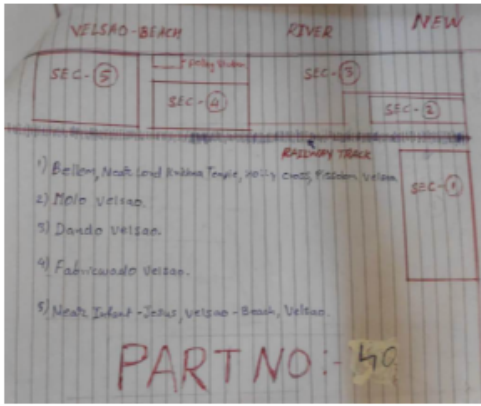 NEW
VELSAO-BEACH RIVER
SEC-5
SEC-4
SEC-3
SEC-2
RAILWAY TRACK
SEC-1
1) Bellem, Near Lord Krishna Temple, Holly Cross, Velsao
2) Molo Velsao.
3) Dando Velsao.
4) Fabricwado Velsao.
5) Near Infant-Jesus, Velsao-Beach, Velsao.
PART NO:- 40